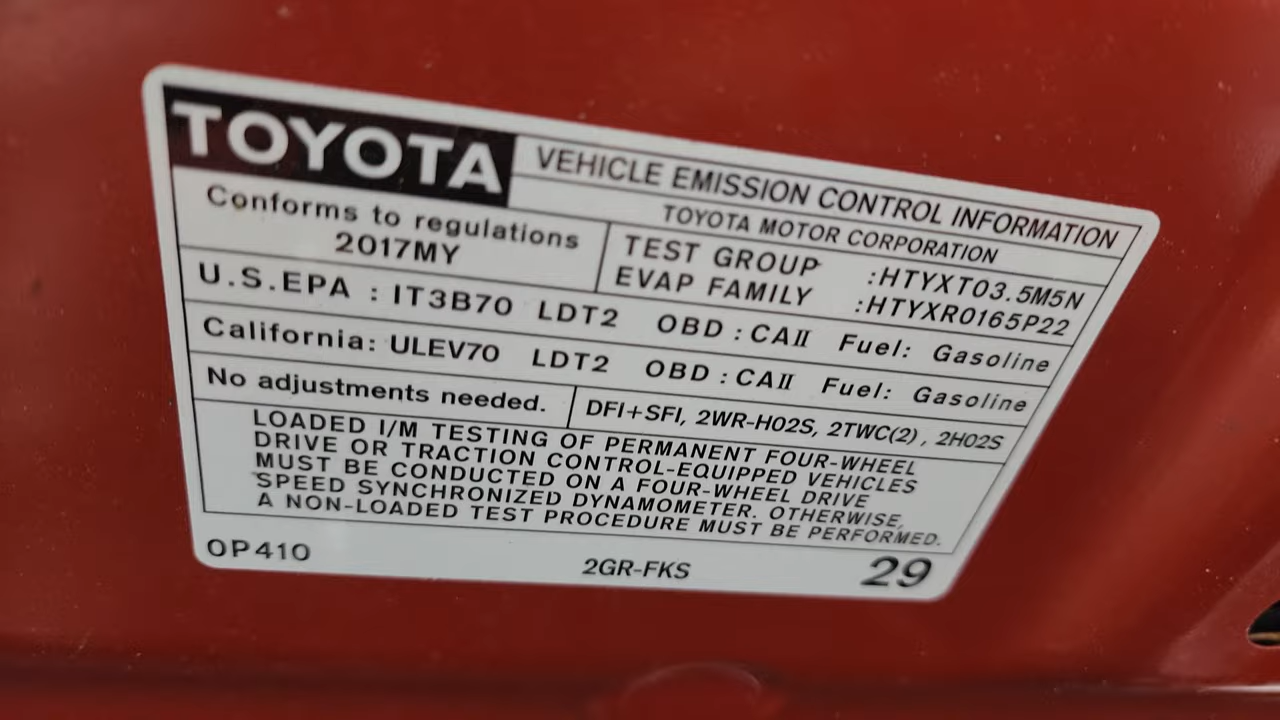 TOYOTA
VEHICLE EMISSION CONTROL INFORMATION
TOYOTA MOTOR CORPORATION
Conforms to regulations
2017MY
TEST GROUP :HTYXT03.5M5N
EVAP FAMILY :HTYXR0165P22
U.S.EPA : IT3B70 LDT2 OBD : CAII Fuel: Gasoline
California: ULEV70 LDT2 OBD : CAII Fuel: Gasoline
No adjustments needed.
DFI+SFI, 2WR-HO2S, 2TWC(2), 2HO2S
LOADED I/M TESTING OF PERMANENT FOUR-WHEEL
DRIVE OR TRACTION CONTROL-EQUIPPED VEHICLES
MUST BE CONDUCTED ON A FOUR-WHEEL DRIVE
SPEED SYNCHRONIZED DYNAMOMETER. OTHERWISE,
A NON-LOADED TEST PROCEDURE MUST BE PERFORMED.
0P410
2GR-FKS
29